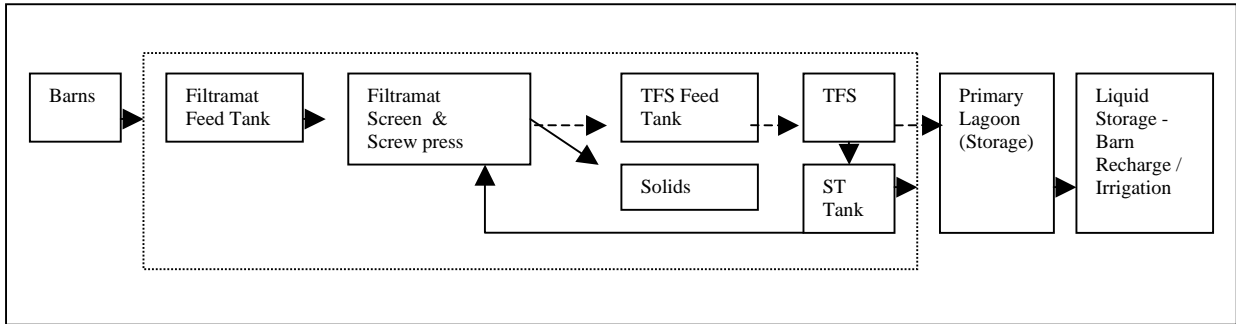 Barns
Filtramat
Feed Tank
Filtramat
Screen &
Screw press
TFS Feed
Tank
TFS
Primary
Lagoon
(Storage)
Liquid
Storage -
Barn
Recharge /
Irrigation
Solids
ST
Tank